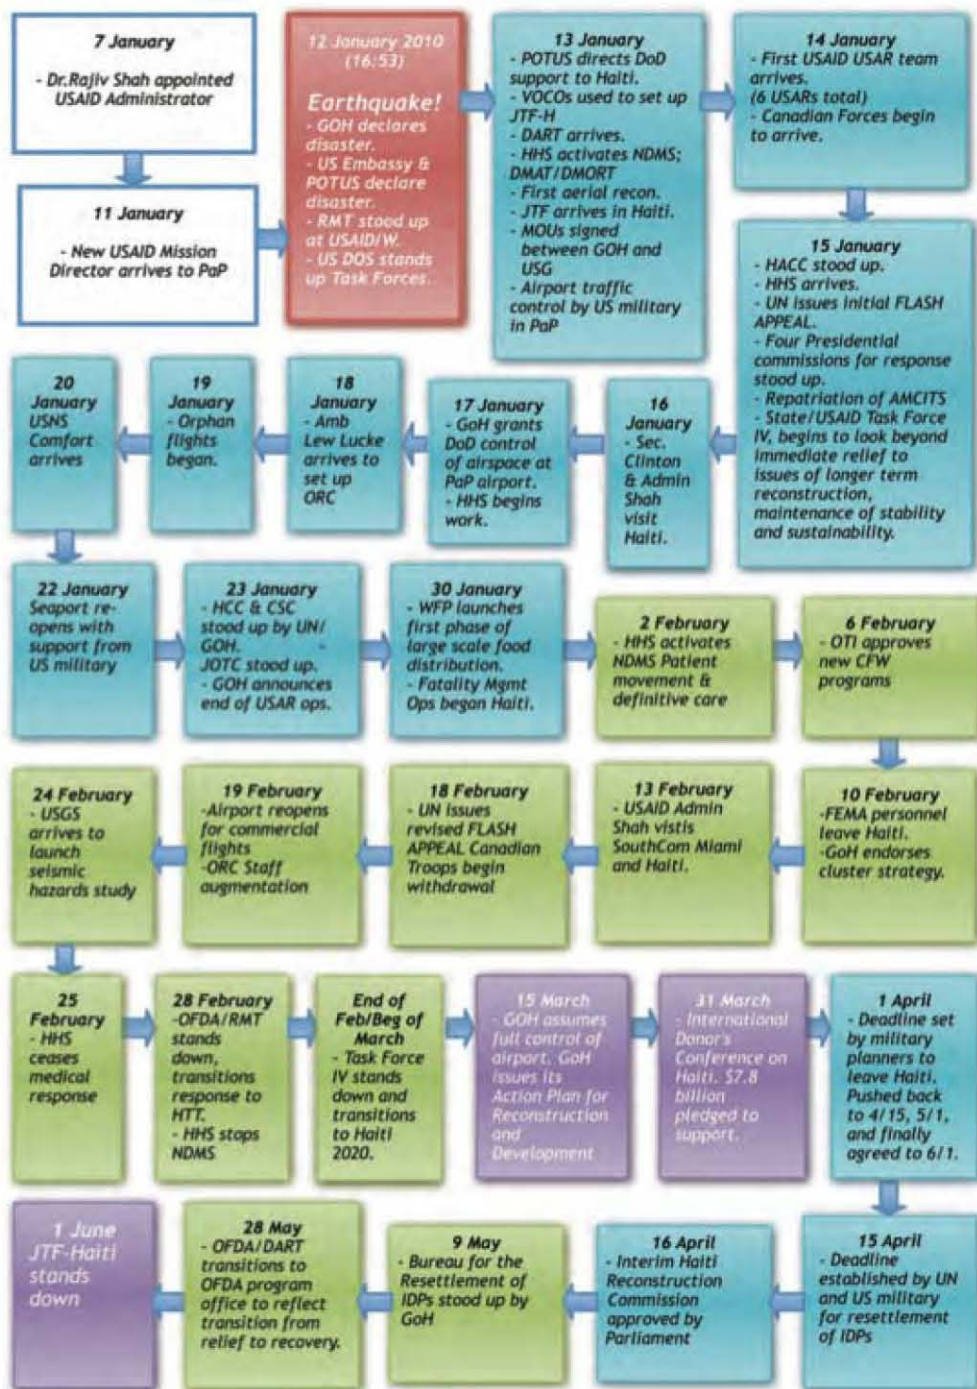 7 January
- Dr.Rajiv Shah appointed
USAID Administrator
11 January
- New USAID Mission
Director arrives to PaP
12 January 2010
(16:53)
Earthquake!
- GOH declares
disaster.
- US Embassy &
POTUS declare
disaster.
- RMT stood up
at USAID/W.
- US DOS stands
up Task Forces.
13 January
- POTUS directs DoD
support to Haiti.
- VOCOs used to set up
JTF-H
- DART arrives.
- HHS activates NDMS;
DMAT/DMORT
- First aerial recon.
- JTF arrives in Haiti.
- MOUs signed
between GOH and
USG
- Airport traffic
control by US military
in PaP
14 January
- First USAID USAR team
arrives.
(6 USARs total)
- Canadian Forces begin
to arrive.
15 January
- HACC stood up.
- HHS arrives.
- UN issues initial FLASH
APPEAL.
- Four Presidential
commissions for response
stood up.
- Repatriation of AMCITS
- State/USAID Task Force
IV, begins to look beyond
immediate relief to
issues of longer term
reconstruction,
maintenance of stability
and sustainability.
16
January
- Sec.
Clinton
& Admin
Shah
visit
Haiti.
17 January
- GoH grants
DoD control
of airspace at
PaP airport.
- HHS begins
work.
18
January
- Amb
Lew Lucke
arrives to
set up
ORC
19
January
- Orphan
flights
began.
20
January
USNS
Comfort
arrives
22 January
Seaport re-
opens with
support from
US military
23 January
- HCC & CSC
stood up by UN/
GOH. -
JOTC stood up.
- GOH announces
end of USAR ops.
30 January
- WFP launches
first phase of
large scale food
distribution.
- Fatality Mgmt
Ops began Haiti.
2 February
- HHS activates
NDMS Patient
movement &
definitive care
6 February
- OTI approves
new CFW
programs
10 February
-FEMA personnel
leave Haiti.
-GoH endorses
cluster strategy.
13 February
- USAID Admin
Shah vistis
SouthCom Miami
and Haiti.
18 February
- UN issues
revised FLASH
APPEAL Canadian
Troops begin
withdrawal
19 February
-Airport reopens
for commercial
flights
-ORC Staff
augmentation
24 February
- USGS
arrives to
launch
seismic
hazards study
25
February
- HHS
ceases
medical
response
28 February
-OFDA/RMT
stands
down,
transitions
response to
HTT.
- HHS stops
NDMS
End of
Feb/Beg of
March
- Task Force
IV stands
down and
transitions
to Haiti
2020.
15 March
- GOH assumes
full control of
airport. GoH
issues its
Action Plan for
Reconstruction
and
Development
31 March
- International
Donor's
Conference on
Haiti. $7.8
billion
pledged to
support.
1 April
- Deadline set
by military
planners to
leave Haiti.
Pushed back
to 4/15, 5/1,
and finally
agreed to 6/1.
15 April
- Deadline
established by UN
and US military
for resettlement
of IDPs
16 April
- Interim Haiti
Reconstruction
Commission
approved by
Parliament
9 May
- Bureau for the
Resettlement of
IDPs stood up by
GoH
28 May
- OFDA/DART
transitions to
OFDA program
office to reflect
transition from
relief to recovery.
1 June
JTF-Haiti
stands
down